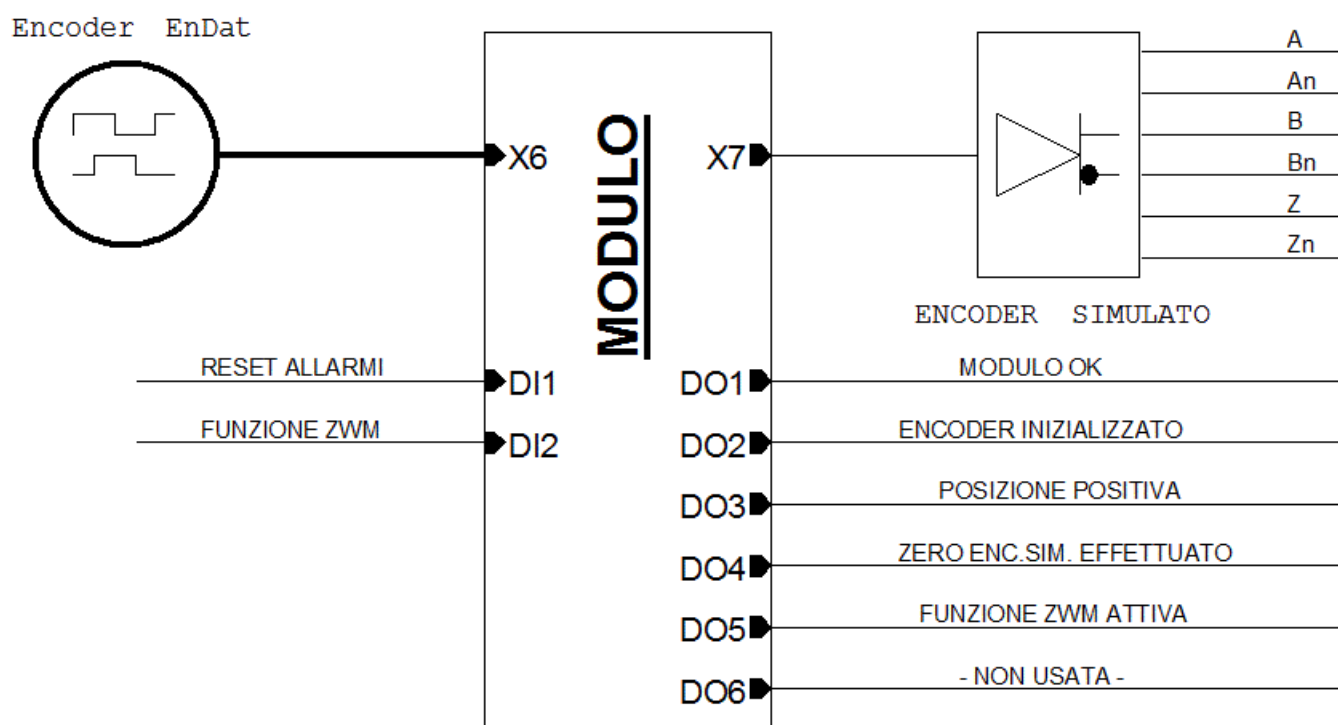 Encoder EnDat
MODULO
X6
X7
A
An
B
Bn
Z
Zn
ENCODER SIMULATO
RESET ALLARMI
DI1
DO1
MODULO OK
FUNZIONE ZWM
DI2
DO2
ENCODER INIZIALIZZATO
DO3
POSIZIONE POSITIVA
DO4
ZERO ENC.SIM. EFFETTUATO
DO5
FUNZIONE ZWM ATTIVA
DO6
- NON USATA -